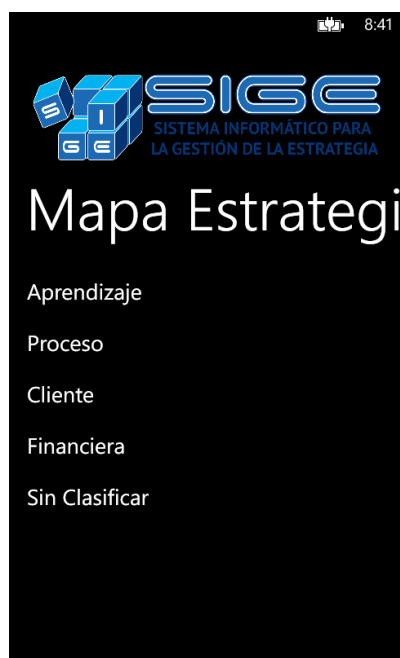 8:41
S
I
G E
SIGE
SISTEMA INFORMÁTICO PARA
LA GESTIÓN DE LA ESTRATEGIA
Mapa Estrategi
Aprendizaje
Proceso
Cliente
Financiera
Sin Clasificar